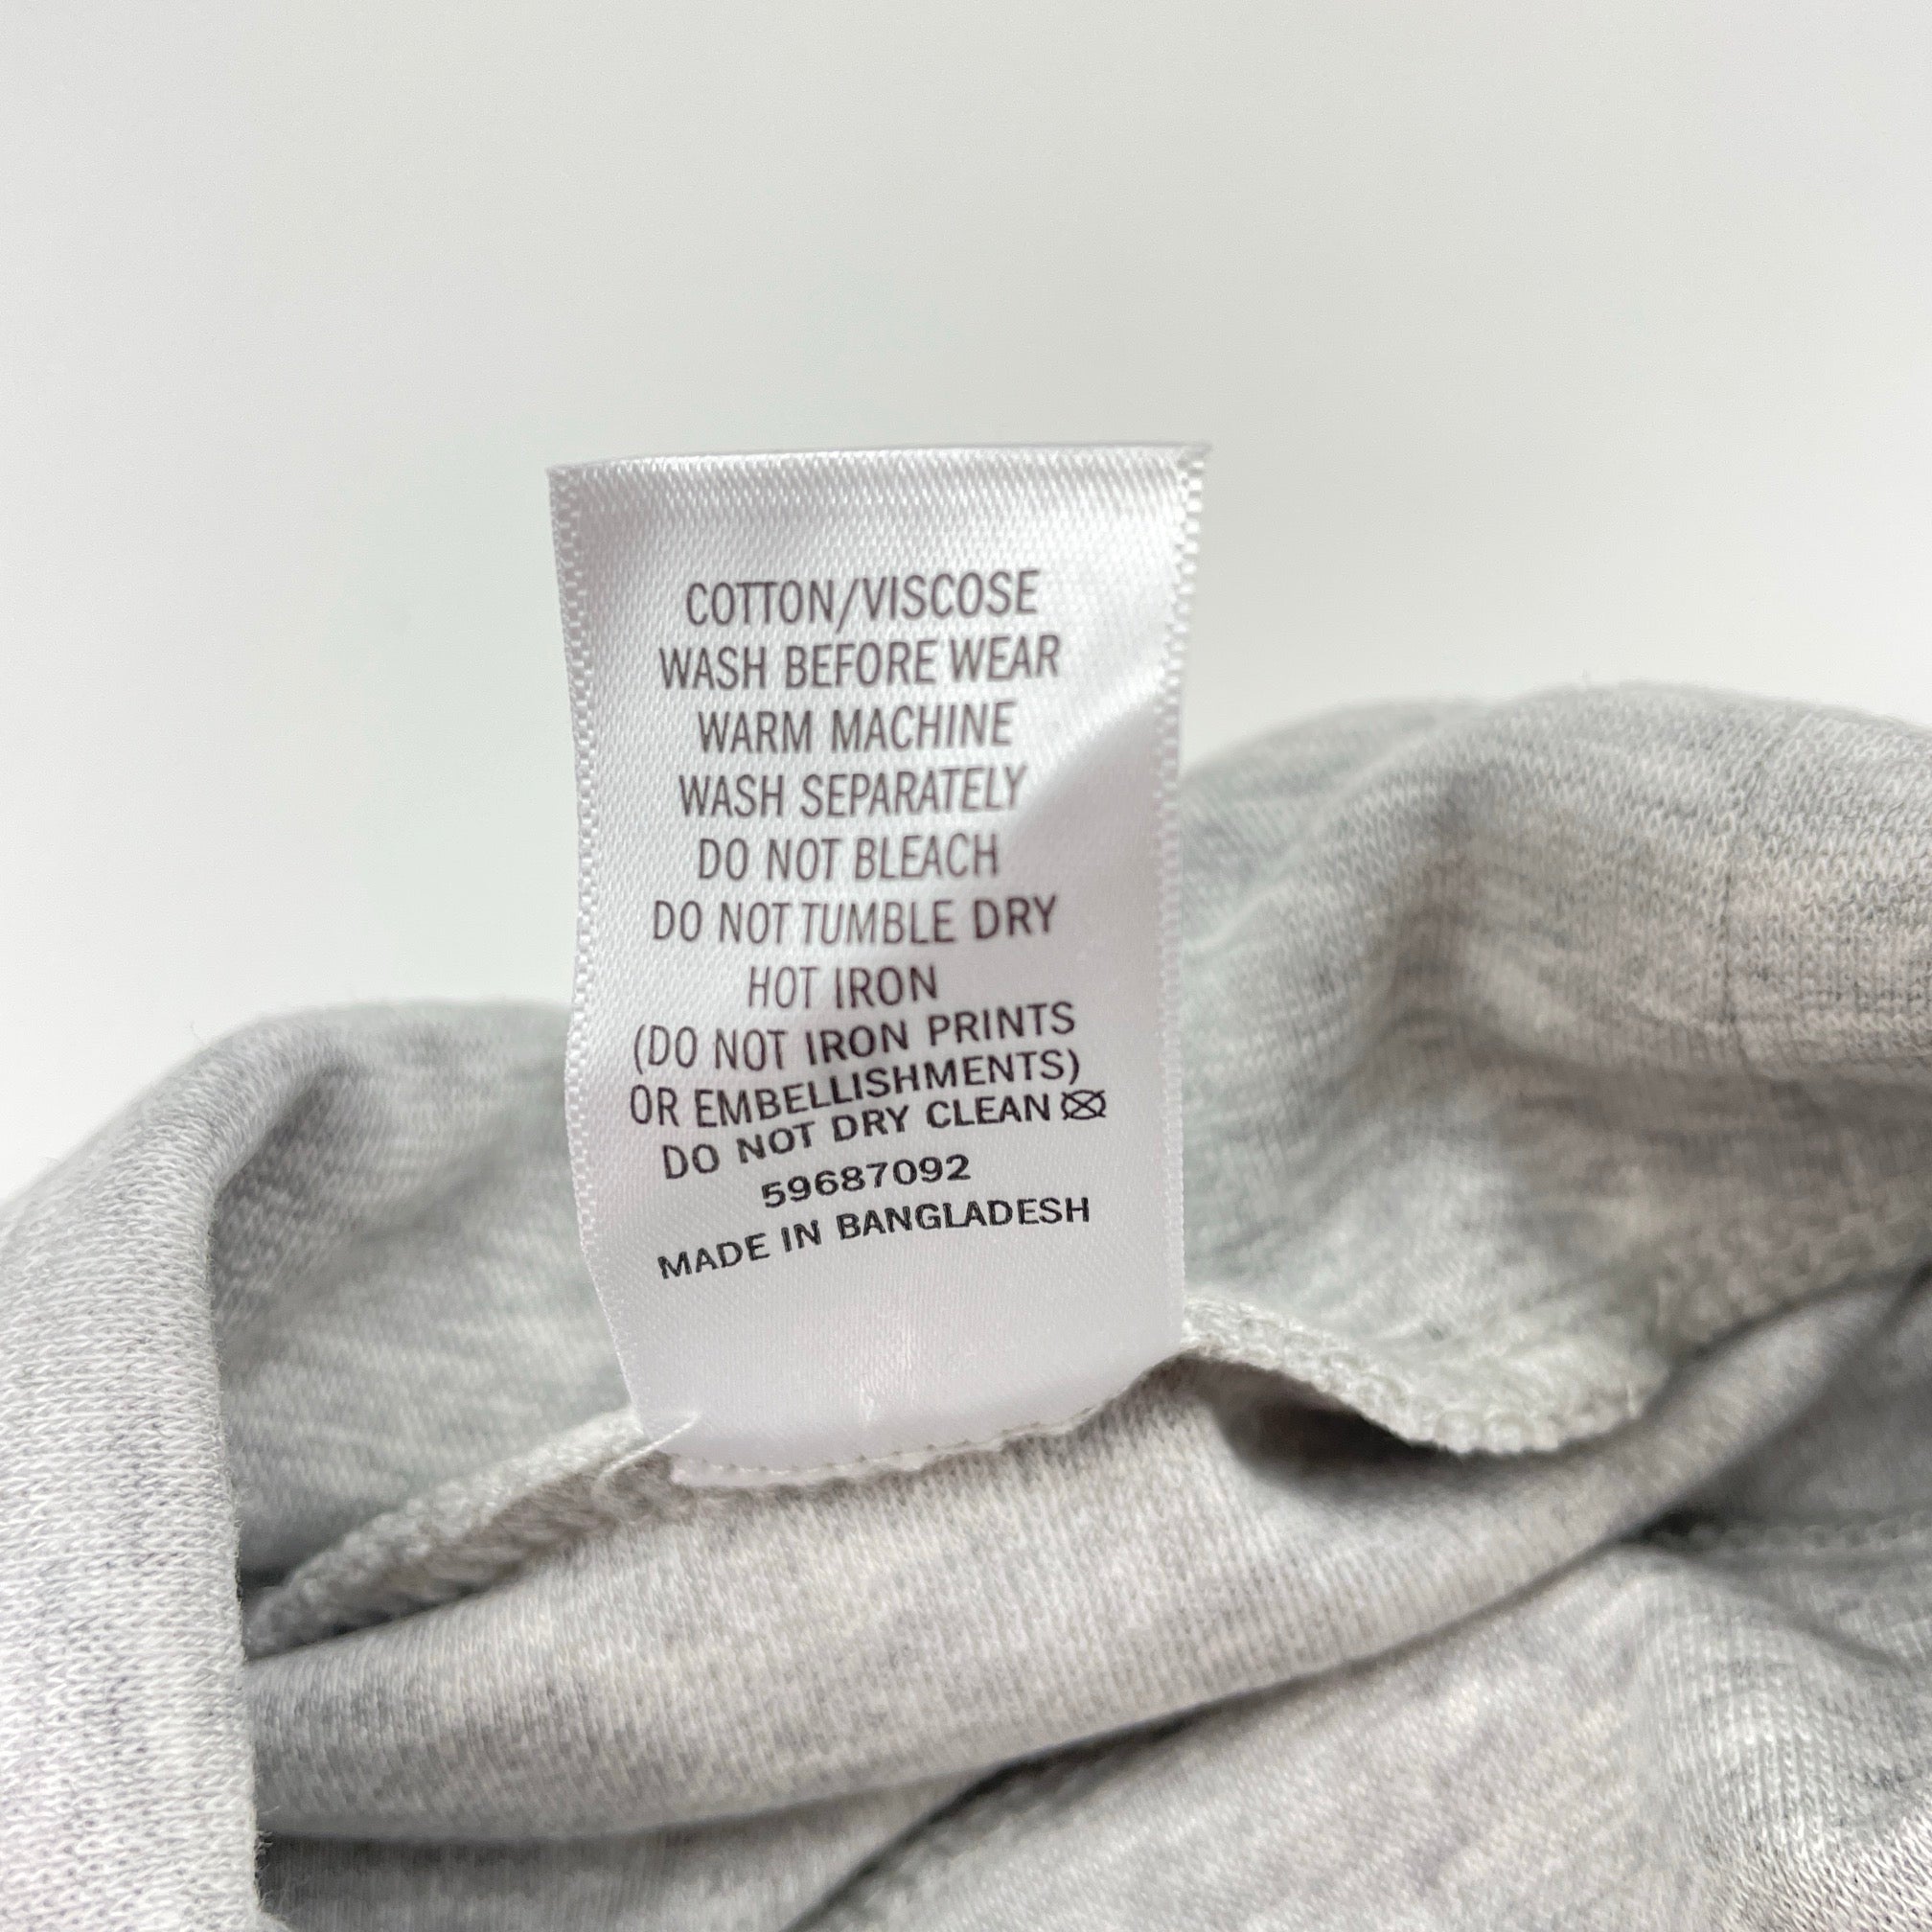 COTTON/VISCOSE
WASH BEFORE WEAR
WARM MACHINE
WASH SEPARATELY
DO NOT BLEACH
DO NOT TUMBLE DRY
HOT IRON
(DO NOT IRON PRINTS
OR EMBELLISHMENTS)
DO NOT DRY CLEAN
59687092
MADE IN BANGLADESH